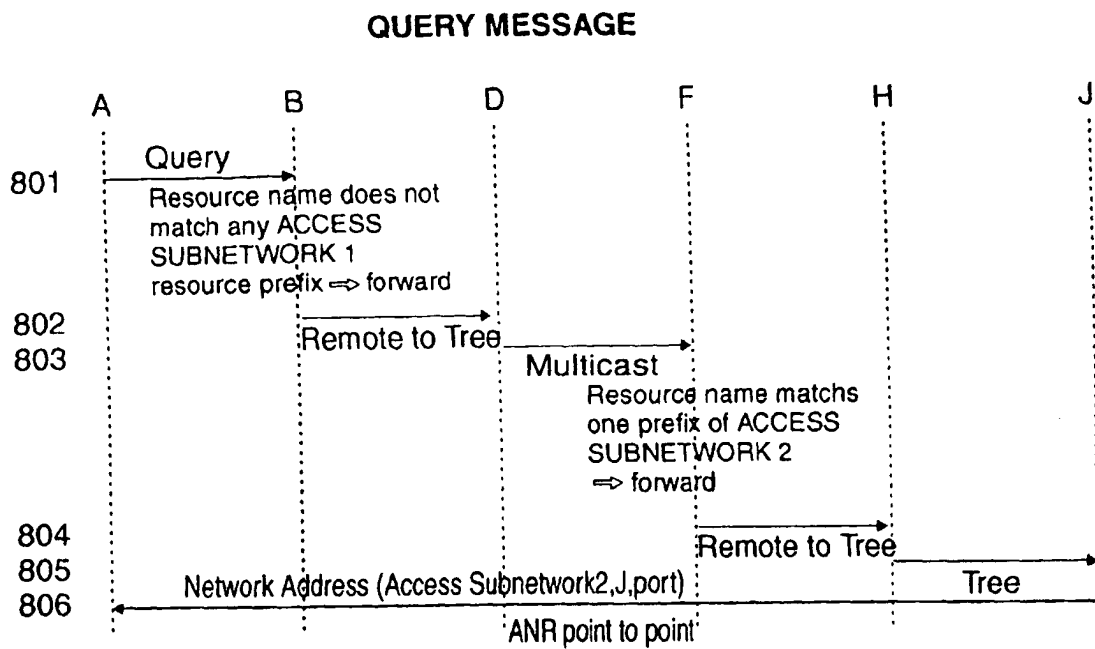 QUERY MESSAGE
A B D F H J
801 Query
Resource name does not
match any ACCESS
SUBNETWORK 1
resource prefix ⇨ forward
802 Remote to Tree
803 Multicast
Resource name matchs
one prefix of ACCESS
SUBNETWORK 2
⇨ forward
804 Remote to Tree
805 Tree
Network Address (Access Subnetwork2,J,port)
806
ANR point to point